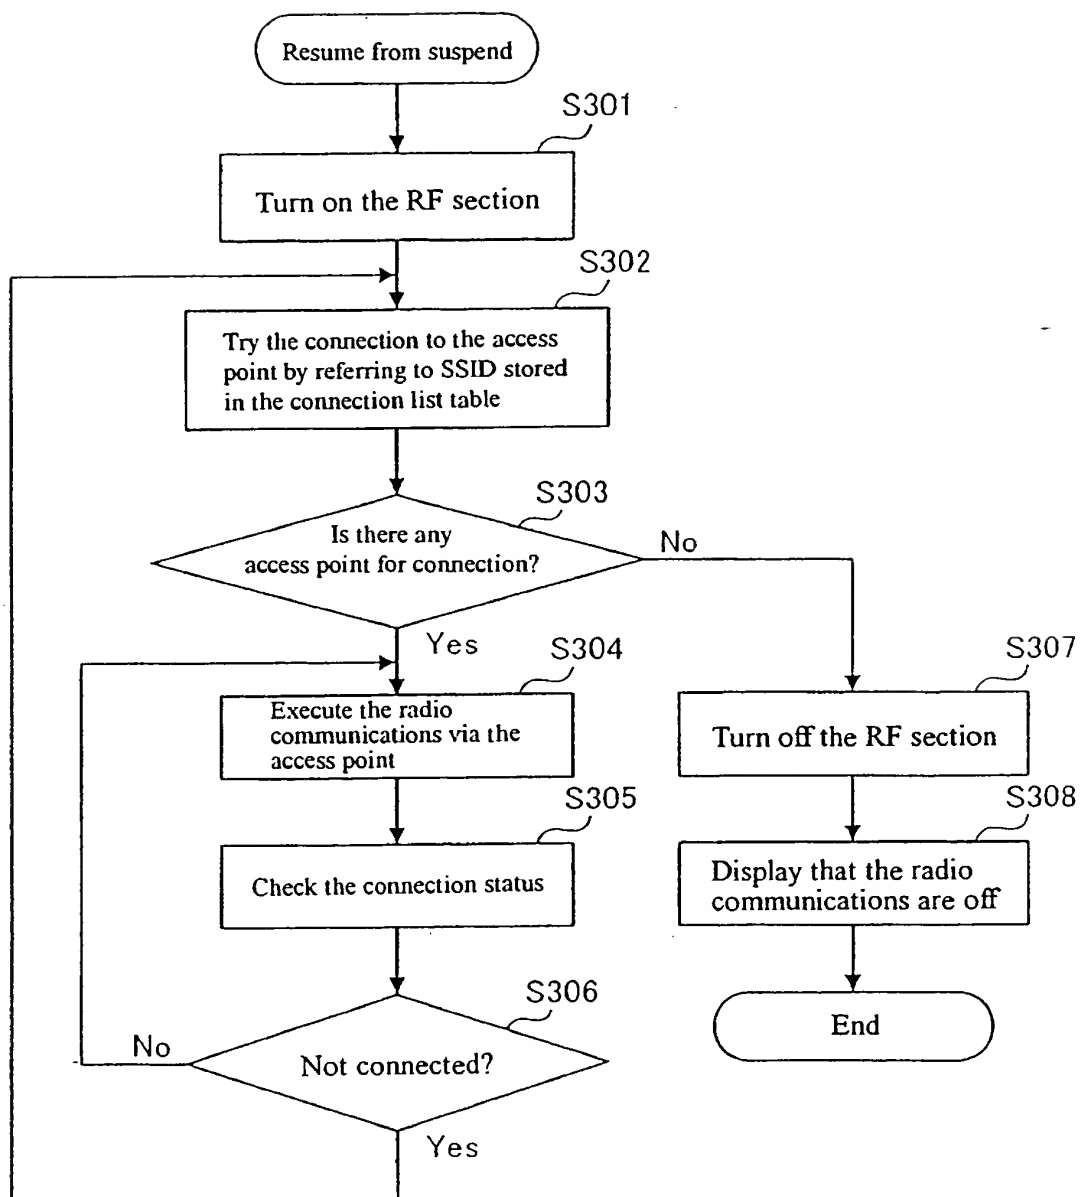 Resume from suspend
S301
Turn on the RF section
S302
Try the connection to the access
point by referring to SSID stored
in the connection list table
S303
Is there any
access point for connection?
No
Yes
S304
Execute the radio
communications via the
access point
S305
Check the connection status
S306
Not connected?
No
Yes
S307
Turn off the RF section
S308
Display that the radio
communications are off
End